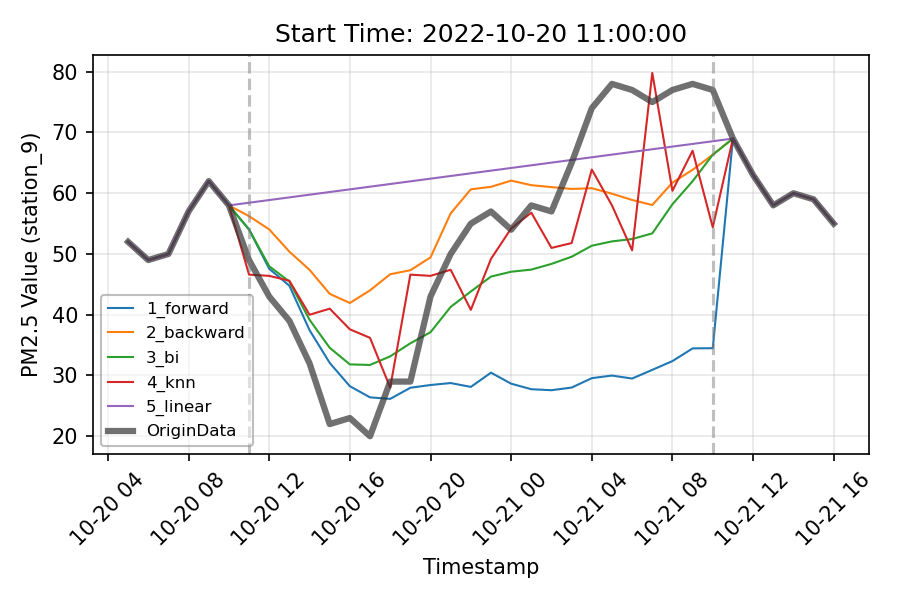 Start Time: 2022-10-20 11:00:00
PM2.5 Value (station_9)
80
70
60
50
40
30
20
1_forward
2_backward
3_bi
4_knn
5_linear
OriginData
10-20 04
10-20 08
10-20 12
10-20 16
10-20 20
10-21 00
10-21 04
10-21 08
10-21 12
10-21 16
Timestamp